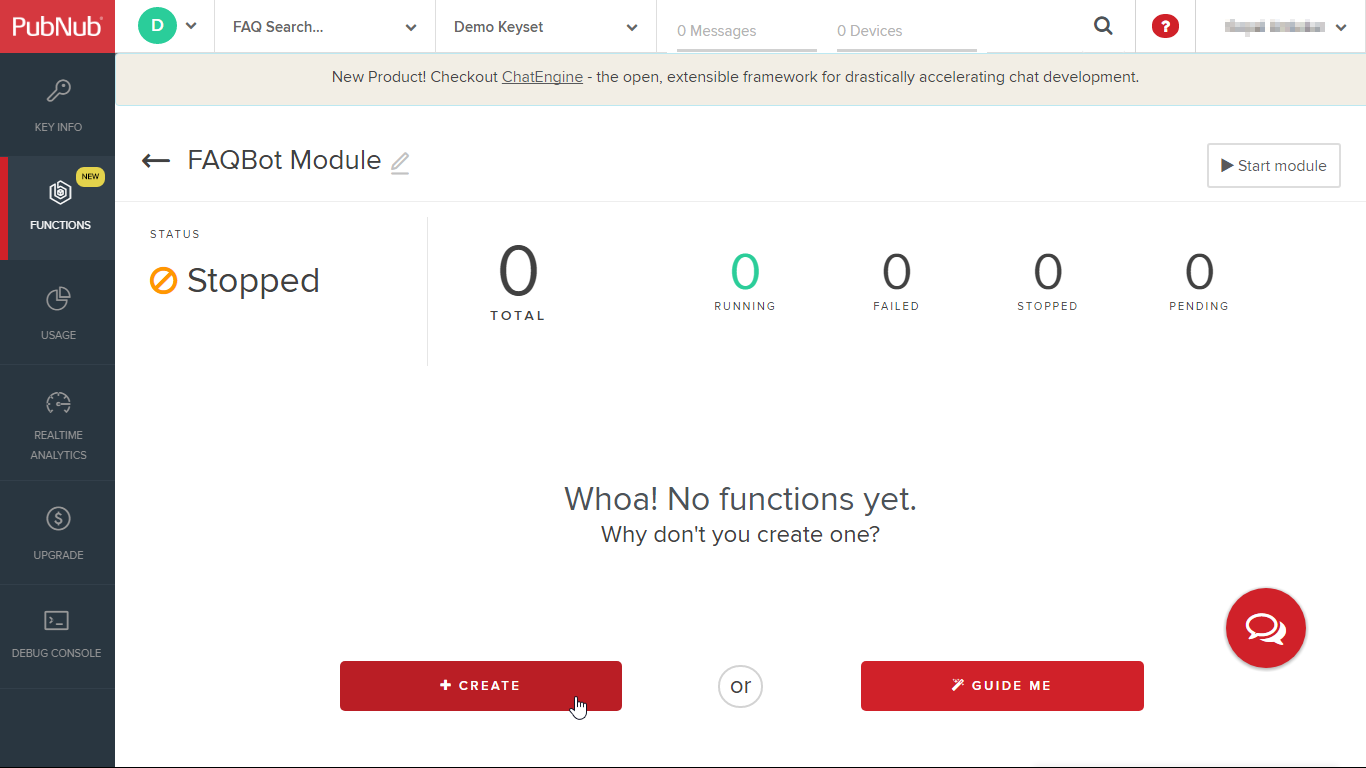 PubNub
D
FAQ Search...
Demo Keyset
0 Messages
0 Devices
?
New Product! Checkout ChatEngine - the open, extensible framework for drastically accelerating chat development.
KEY INFO
NEW
FUNCTIONS
USAGE
REALTIME
ANALYTICS
UPGRADE
DEBUG CONSOLE
FAQBot Module
Start module
STATUS
Stopped
0
TOTAL
0
RUNNING
0
FAILED
0
STOPPED
0
PENDING
Whoa! No functions yet.
Why don't you create one?
CREATE
or
GUIDE ME